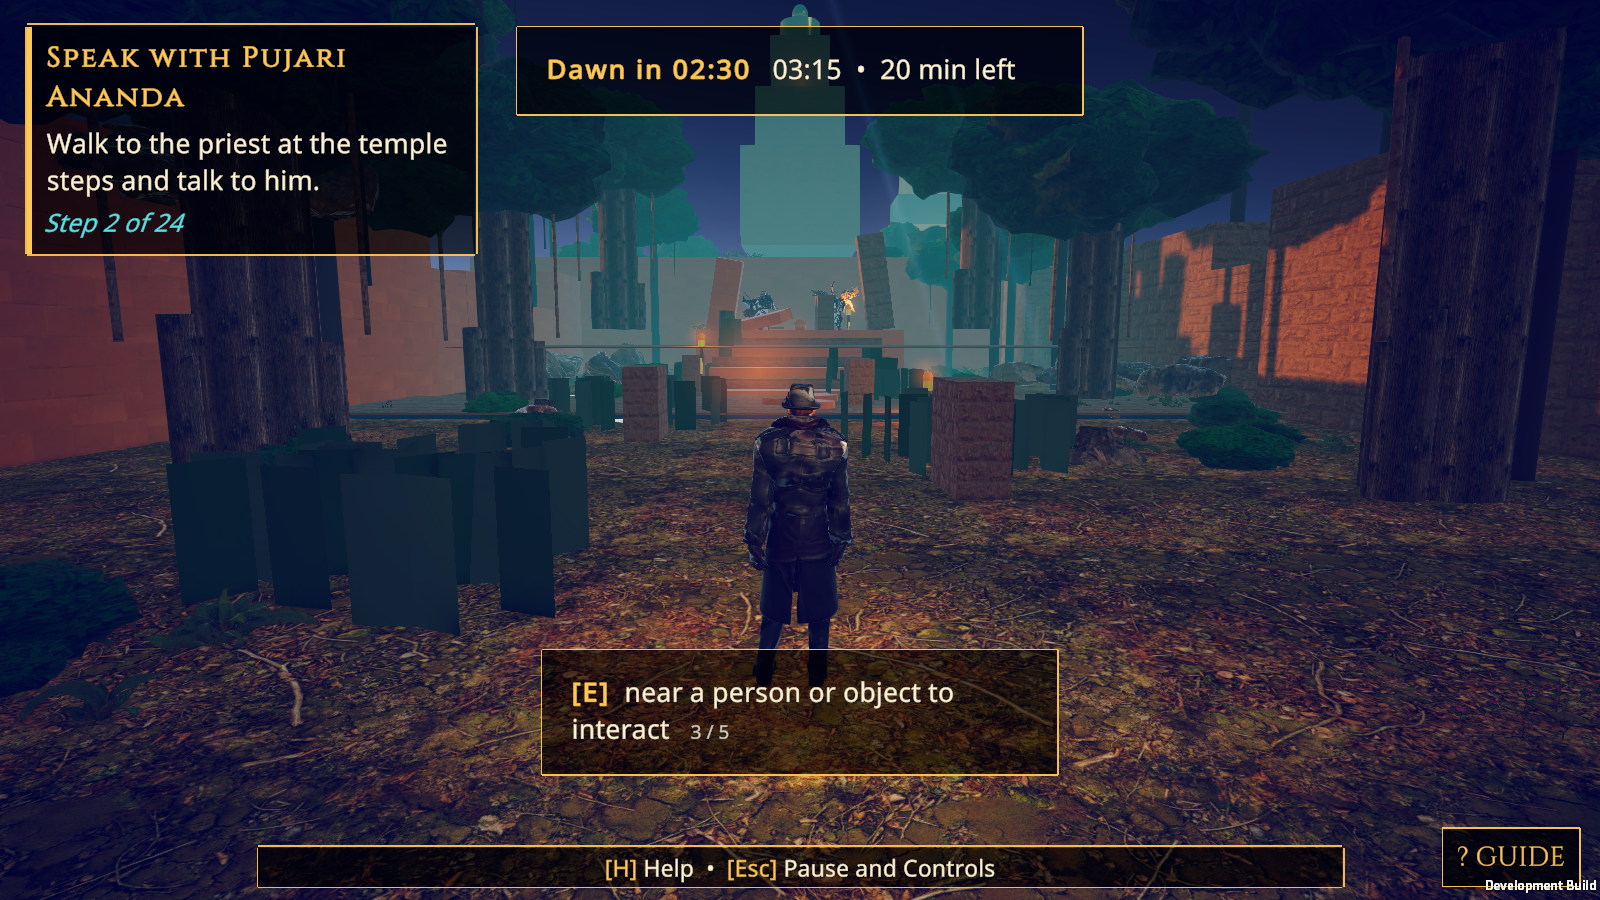 Speak with Pujari
Ananda
Walk to the priest at the temple
steps and talk to him.
Step 2 of 24
Dawn in 02:30 03:15 • 20 min left
[E] near a person or object to
interact 3 / 5
[H] Help • [Esc] Pause and Controls
? GUIDE
Development Build